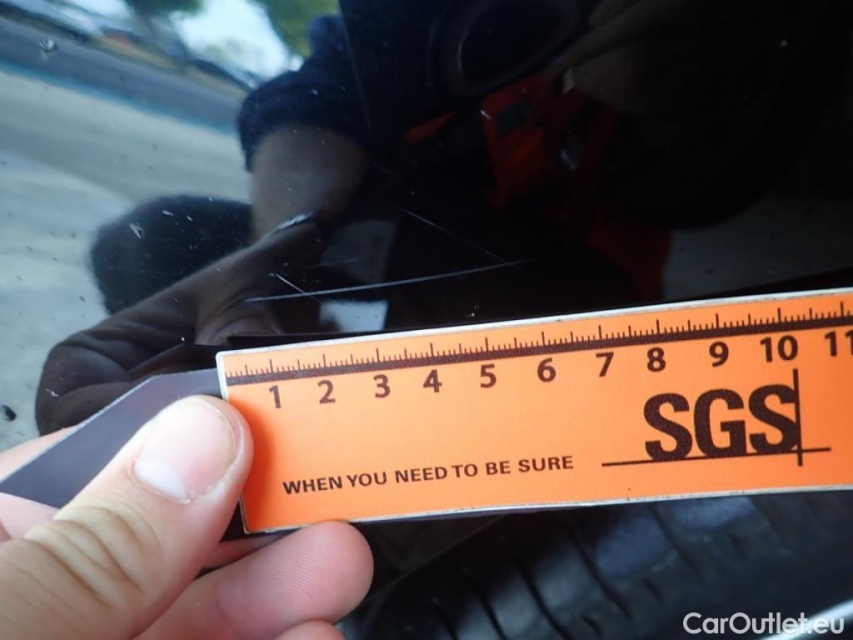 1 2 3 4 5 6 7 8 9 10 11
SGS
WHEN YOU NEED TO BE SURE
CarOutlet.eu